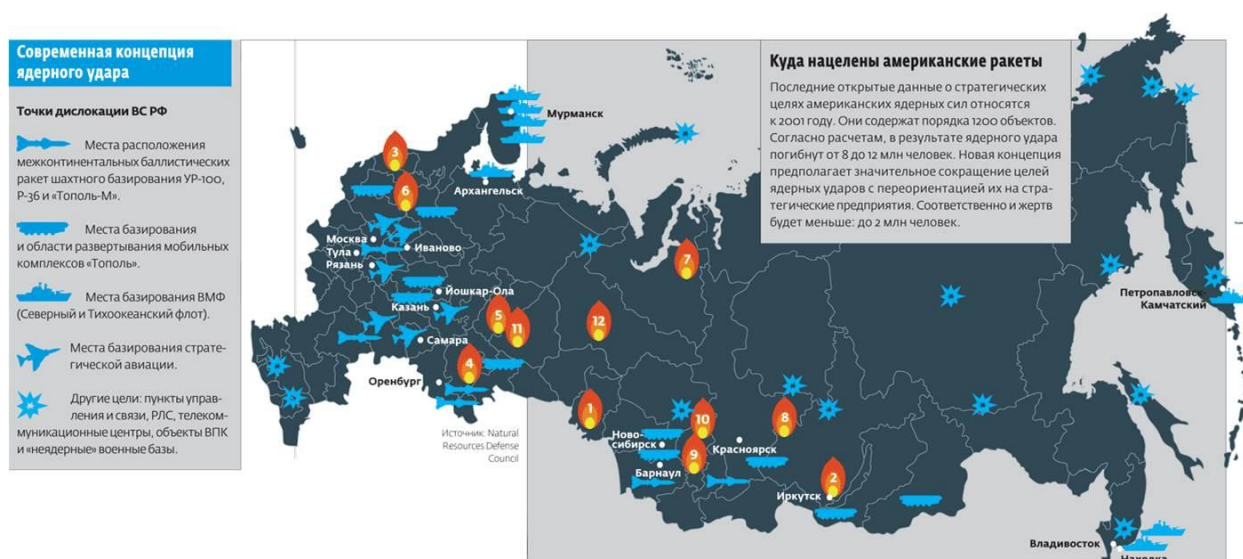 Современная концепция
ядерного удара
Точки дислокации ВС РФ
Места расположения
межконтинентальных баллистических
ракет шахтного базирования УР-100,
Р-36 и «Тополь-М».
Места базирования
и области развертывания мобильных
комплексов «Тополь».
Места базирования ВМФ
(Северный и Тихоокеанский флот).
Места базирования страте-
гической авиации.
Другие цели: пункты управ-
ления и связи, РЛС, телеком-
муникационные центры, объекты ВПК
и «неядерные» военные базы.
Куда нацелены американские ракеты
Последние открытые данные о стратегических
целях американских ядерных сил относятся
к 2001 году. Они содержат порядка 1200 объектов.
Согласно расчетам, в результате ядерного удара
погибнут от 8 до 12 млн человек. Новая концепция
предполагает значительное сокращение целей
ядерных ударов с переориентацией их на стра-
тегические предприятия. Соответственно и жертв
будет меньше: до 2 млн человек.
Мурманск
3
6
Архангельск
Москва
Тула
Иваново
Рязань
7
Йошкар-Ола
Казань
5
11
12
Самара
4
Оренбург
Петропавловск-
Камчатский
Источник: Natural
Resources Defense
Council
1
10
8
Ново-
сибирск
Красноярск
9
Барнаул
2
Иркутск
Владивосток
Находка